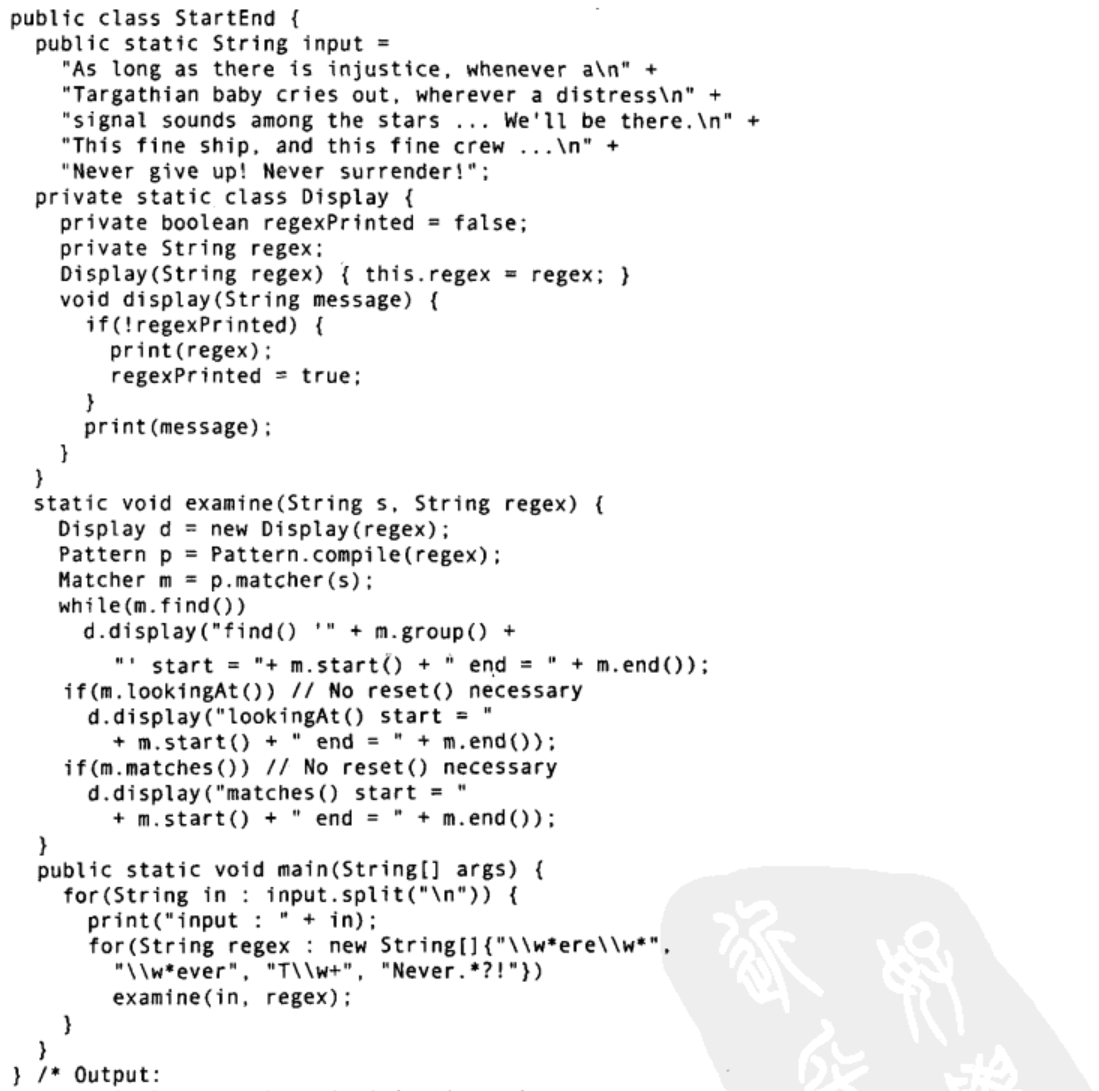 public class StartEnd {
  public static String input =
    "As long as there is injustice, whenever a\n" +
    "Targathian baby cries out, wherever a distress\n" +
    "signal sounds among the stars ... We'll be there.\n" +
    "This fine ship, and this fine crew ...\n" +
    "Never give up! Never surrender!";
  private static class Display {
    private boolean regexPrinted = false;
    private String regex;
    Display(String regex) { this.regex = regex; }
    void display(String message) {
      if(!regexPrinted) {
        print(regex);
        regexPrinted = true;
      }
      print(message);
    }
  }
  static void examine(String s, String regex) {
    Display d = new Display(regex);
    Pattern p = Pattern.compile(regex);
    Matcher m = p.matcher(s);
    while(m.find())
      d.display("find() '" + m.group() +
        "' start = "+ m.start() + " end = " + m.end());
    if(m.lookingAt()) // No reset() necessary
      d.display("lookingAt() start = "
        + m.start() + " end = " + m.end());
    if(m.matches()) // No reset() necessary
      d.display("matches() start = "
        + m.start() + " end = " + m.end());
  }
  public static void main(String[] args) {
    for(String in : input.split("\n")) {
      print("input : " + in);
      for(String regex : new String[]{"\\w*ere\\w*",
        "\\w*ever", "T\\w+", "Never.*?!"})
        examine(in, regex);
    }
  }
} /* Output: